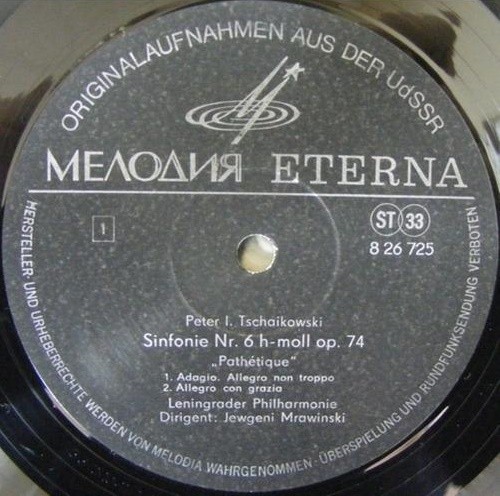 ORIGINALAUFNAHMEN AUS DER UdSSR
МЕЛОДИЯ ETERNA
ST 33
8 26 725
1
Peter I. Tschaikowski
Sinfonie Nr. 6 h-moll op. 74
„Pathétique"
1. Adagio. Allegro non troppo
2. Allegro con grazia
Leningrader Philharmonie
Dirigent: Jewgeni Mrawinski
HERSTELLER- UND URHEBERRECHTE WERDEN VON MELODIA WAHRGENOMMEN · ÜBERSPIELUNG UND RUNDFUNKSENDUNG VERBOTEN